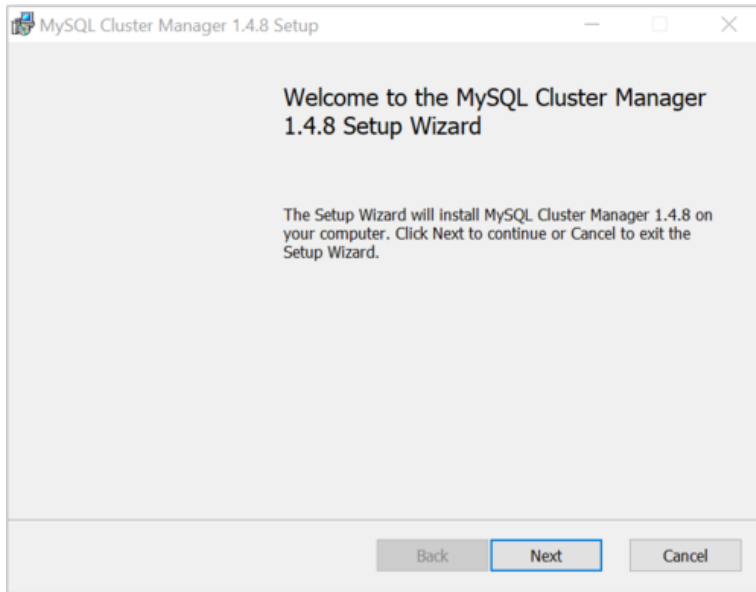 MySQL Cluster Manager 1.4.8 Setup
Welcome to the MySQL Cluster Manager
1.4.8 Setup Wizard
The Setup Wizard will install MySQL Cluster Manager 1.4.8 on
your computer. Click Next to continue or Cancel to exit the
Setup Wizard.
Back Next Cancel